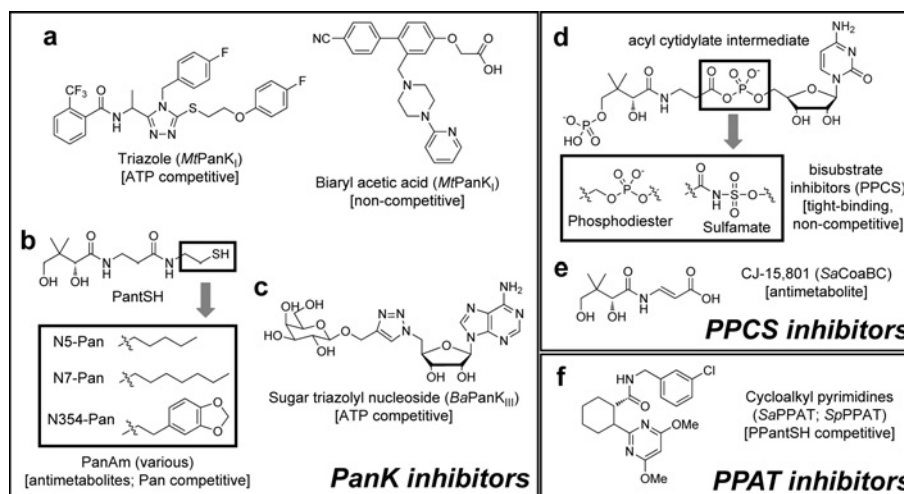 a
CF₃
O
N
H
N
N-N
S
O
F
F
Triazole (MtPanK_I)
[ATP competitive]
NC
O
O
OH
N
N
N
Biaryl acetic acid (MtPanK_I)
[non-competitive]
b
OH
OH
O
N
H
O
N
H
SH
PantSH
N5-Pan
N7-Pan
N354-Pan
O
O
PanAm (various)
[antimetabolites; Pan competitive]
c
HO
OH
HO
OH
O
O
N=N
N
O
OH OH
NH₂
N
N
N
N
Sugar triazolyl nucleoside (BaPanK_III)
[ATP competitive]
PanK inhibitors
d
acyl cytidylate intermediate
NH₂
N
N
O
O
O
O⁻
O
P
O
O
O
OH OH
N
H
OH
O
⁻O
P
HO
O
bisubstrate
inhibitors (PPCS)
[tight-binding,
non-competitive]
O
O⁻
O
P
O
Phosphodiester
O
N
H
O
S
O
O
Sulfamate
e
OH
OH
O
N
H
O
OH
CJ-15,801 (SaCoaBC)
[antimetabolite]
PPCS inhibitors
f
HN
Cl
O
N
N
OMe
OMe
Cycloalkyl pyrimidines
(SaPPAT; SpPPAT)
[PPantSH competitive]
PPAT inhibitors